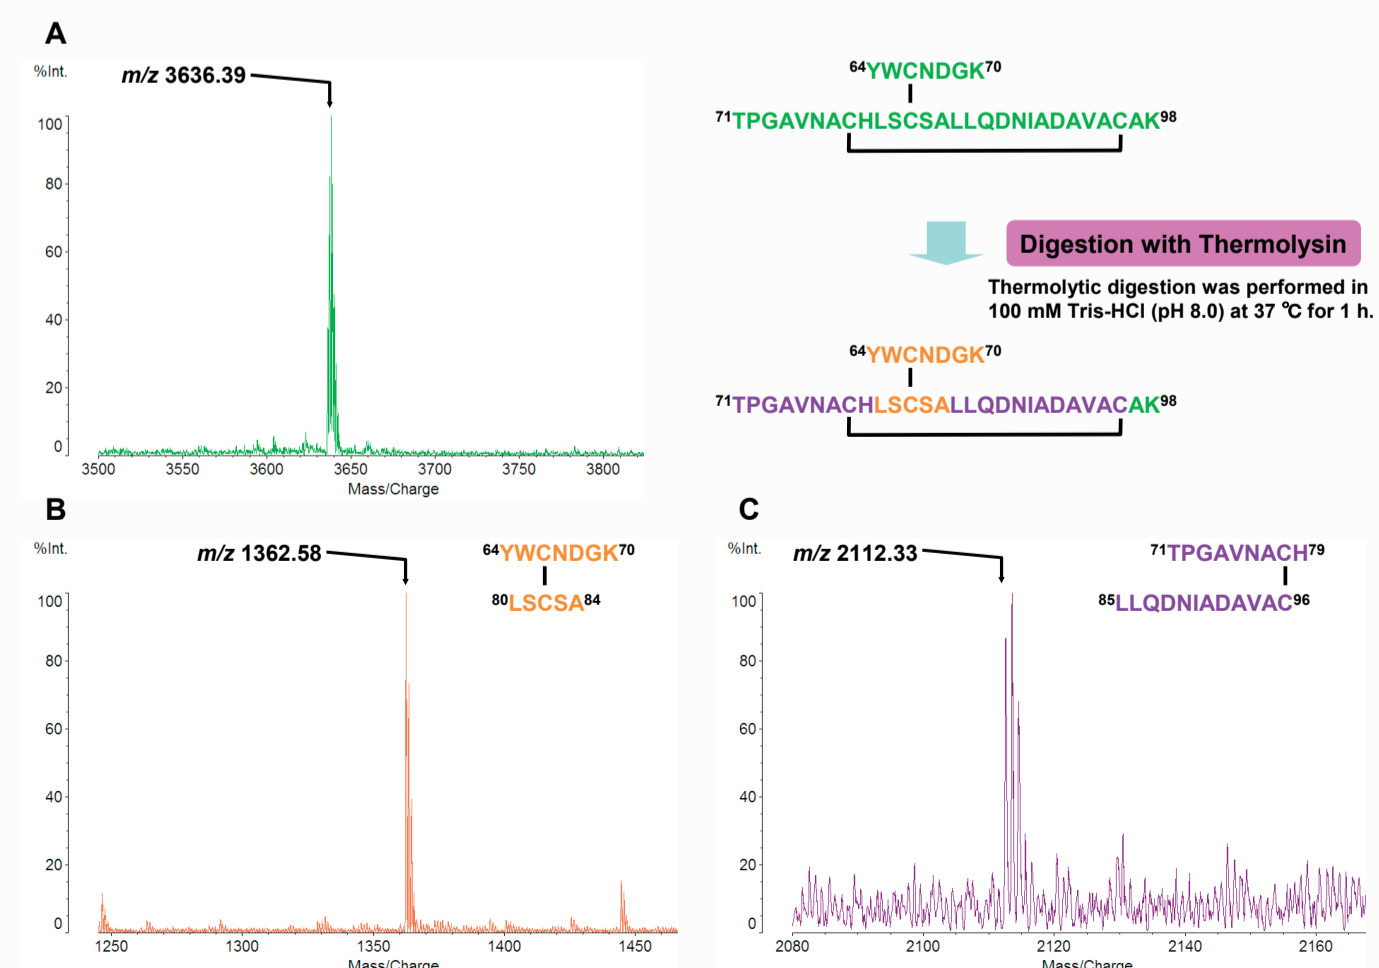 A
%Int.
m/z 3636.39
100
80
60
40
20
0
3500 3550 3600 3650 3700 3750 3800
Mass/Charge
64YWCNDGK70
71TPGAVNACHLSCSALLQDNIADAVACAK98
Digestion with Thermolysin
Thermolytic digestion was performed in
100 mM Tris-HCl (pH 8.0) at 37 ℃ for 1 h.
64YWCNDGK70
71TPGAVNACHLSCSALLQDNIADAVACAK98
B
%Int.
m/z 1362.58
64YWCNDGK70
80LSCSA84
100
80
60
40
20
0
1250 1300 1350 1400 1450
Mass/Charge
C
%Int.
m/z 2112.33
71TPGAVNACH79
85LLQDNIADAVAC96
100
80
60
40
20
0
2080 2100 2120 2140 2160
Mass/Charge